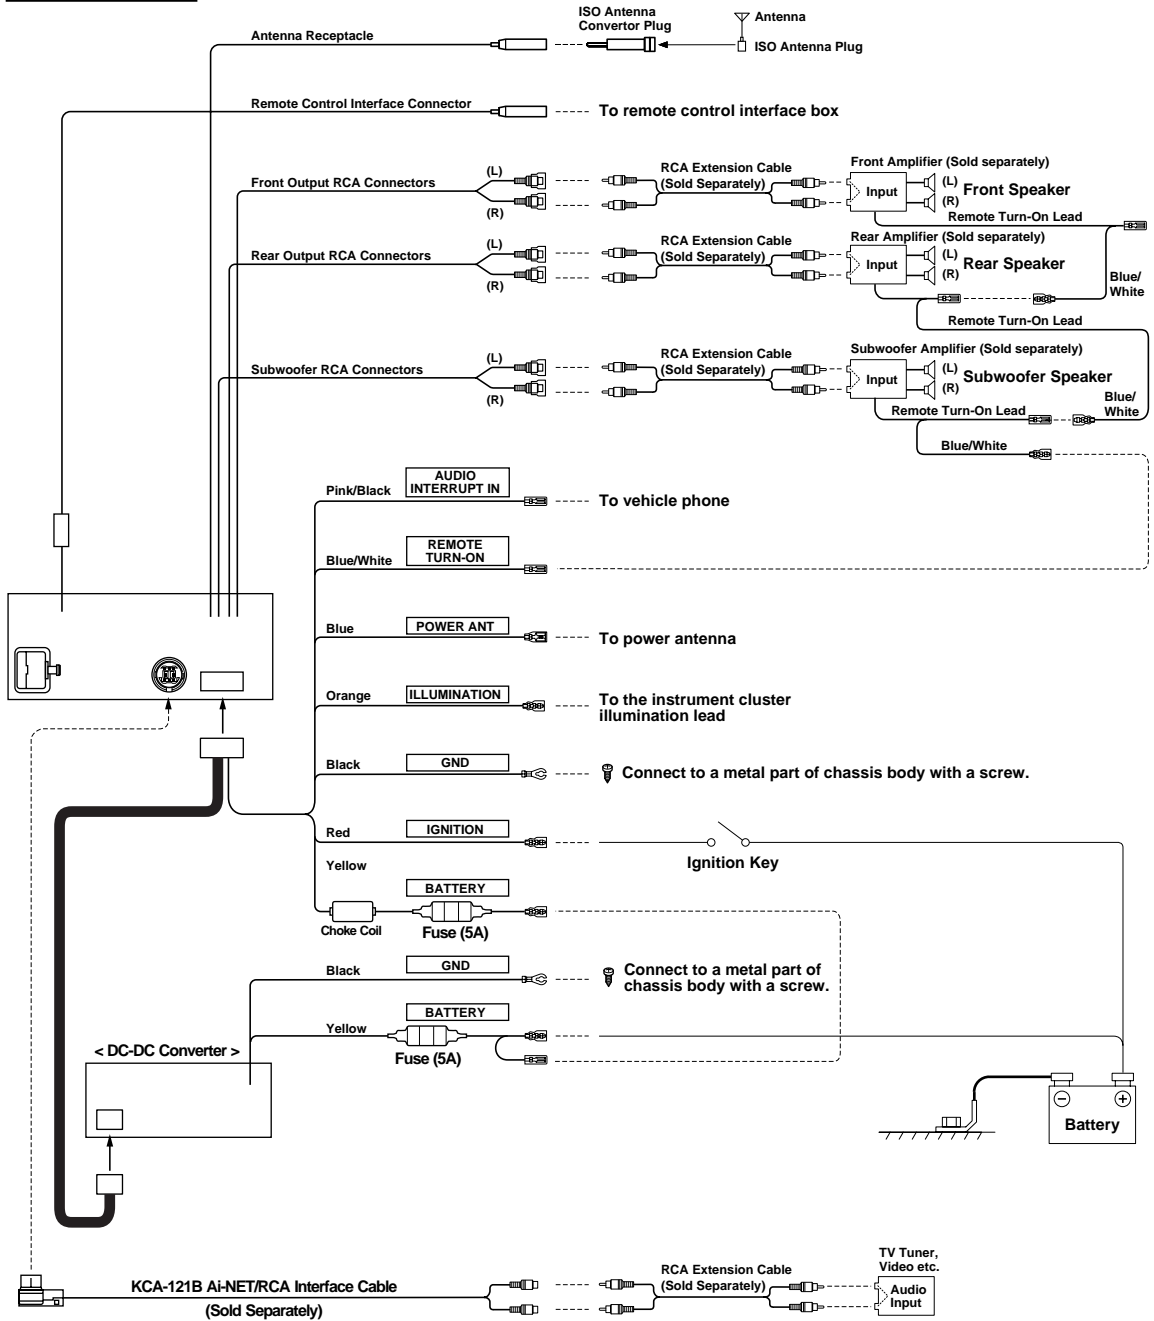 ISO Antenna
Convertor Plug
Antenna
Antenna Receptacle
ISO Antenna Plug
Remote Control Interface Connector
To remote control interface box
Front Output RCA Connectors
(L)
(R)
RCA Extension Cable
(Sold Separately)
Front Amplifier (Sold separately)
Input
(L)
(R)
Front Speaker
Remote Turn-On Lead
Rear Output RCA Connectors
(L)
(R)
RCA Extension Cable
(Sold Separately)
Rear Amplifier (Sold separately)
Input
(L)
(R)
Rear Speaker
Blue/
White
Remote Turn-On Lead
Subwoofer RCA Connectors
(L)
(R)
RCA Extension Cable
(Sold Separately)
Subwoofer Amplifier (Sold separately)
Input
(L)
(R)
Subwoofer Speaker
Blue/
White
Remote Turn-On Lead
Blue/White
Pink/Black
AUDIO
INTERRUPT IN
To vehicle phone
Blue/White
REMOTE
TURN-ON
Blue
POWER ANT
To power antenna
Orange
ILLUMINATION
To the instrument cluster
illumination lead
Black
GND
Connect to a metal part of chassis body with a screw.
Red
IGNITION
Ignition Key
Yellow
BATTERY
Choke Coil
Fuse (5A)
Black
GND
Connect to a metal part of
chassis body with a screw.
Yellow
BATTERY
Fuse (5A)
< DC-DC Converter >
Battery
KCA-121B Ai-NET/RCA Interface Cable
(Sold Separately)
RCA Extension Cable
(Sold Separately)
TV Tuner,
Video etc.
Audio
Input